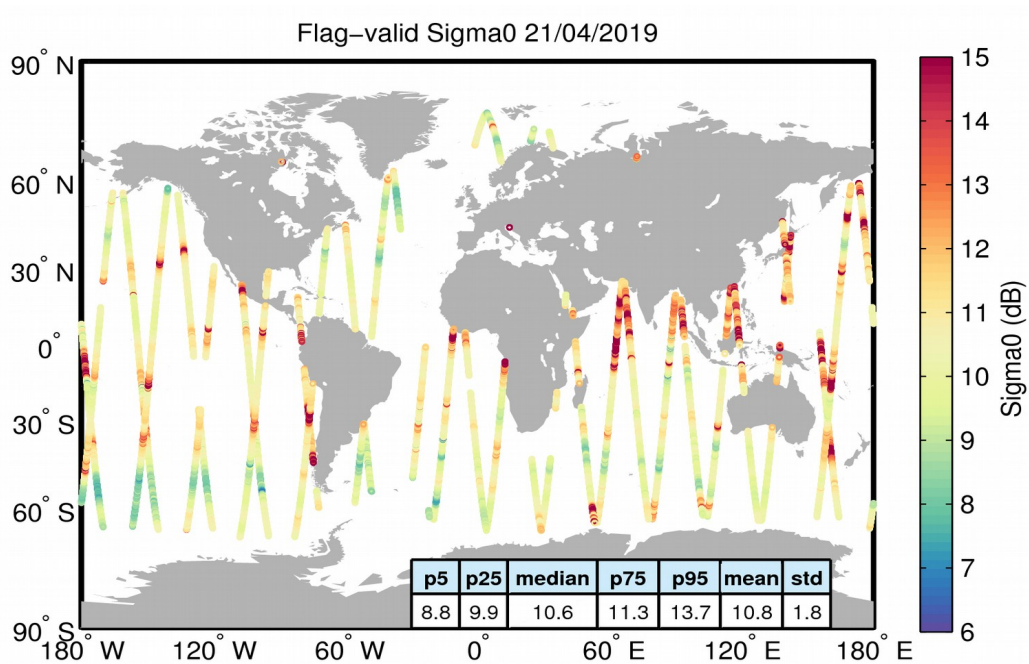 Flag−valid Sigma0 21/04/2019
90° N
60° N
30° N
0°
30° S
60° S
90° S
180° W
120° W
60° W
0°
60° E
120° E
180° E
p5 p25 median p75 p95 mean std
8.8 9.9 10.6 11.3 13.7 10.8 1.8
15
14
13
12
11
10
9
8
7
6
Sigma0 (dB)